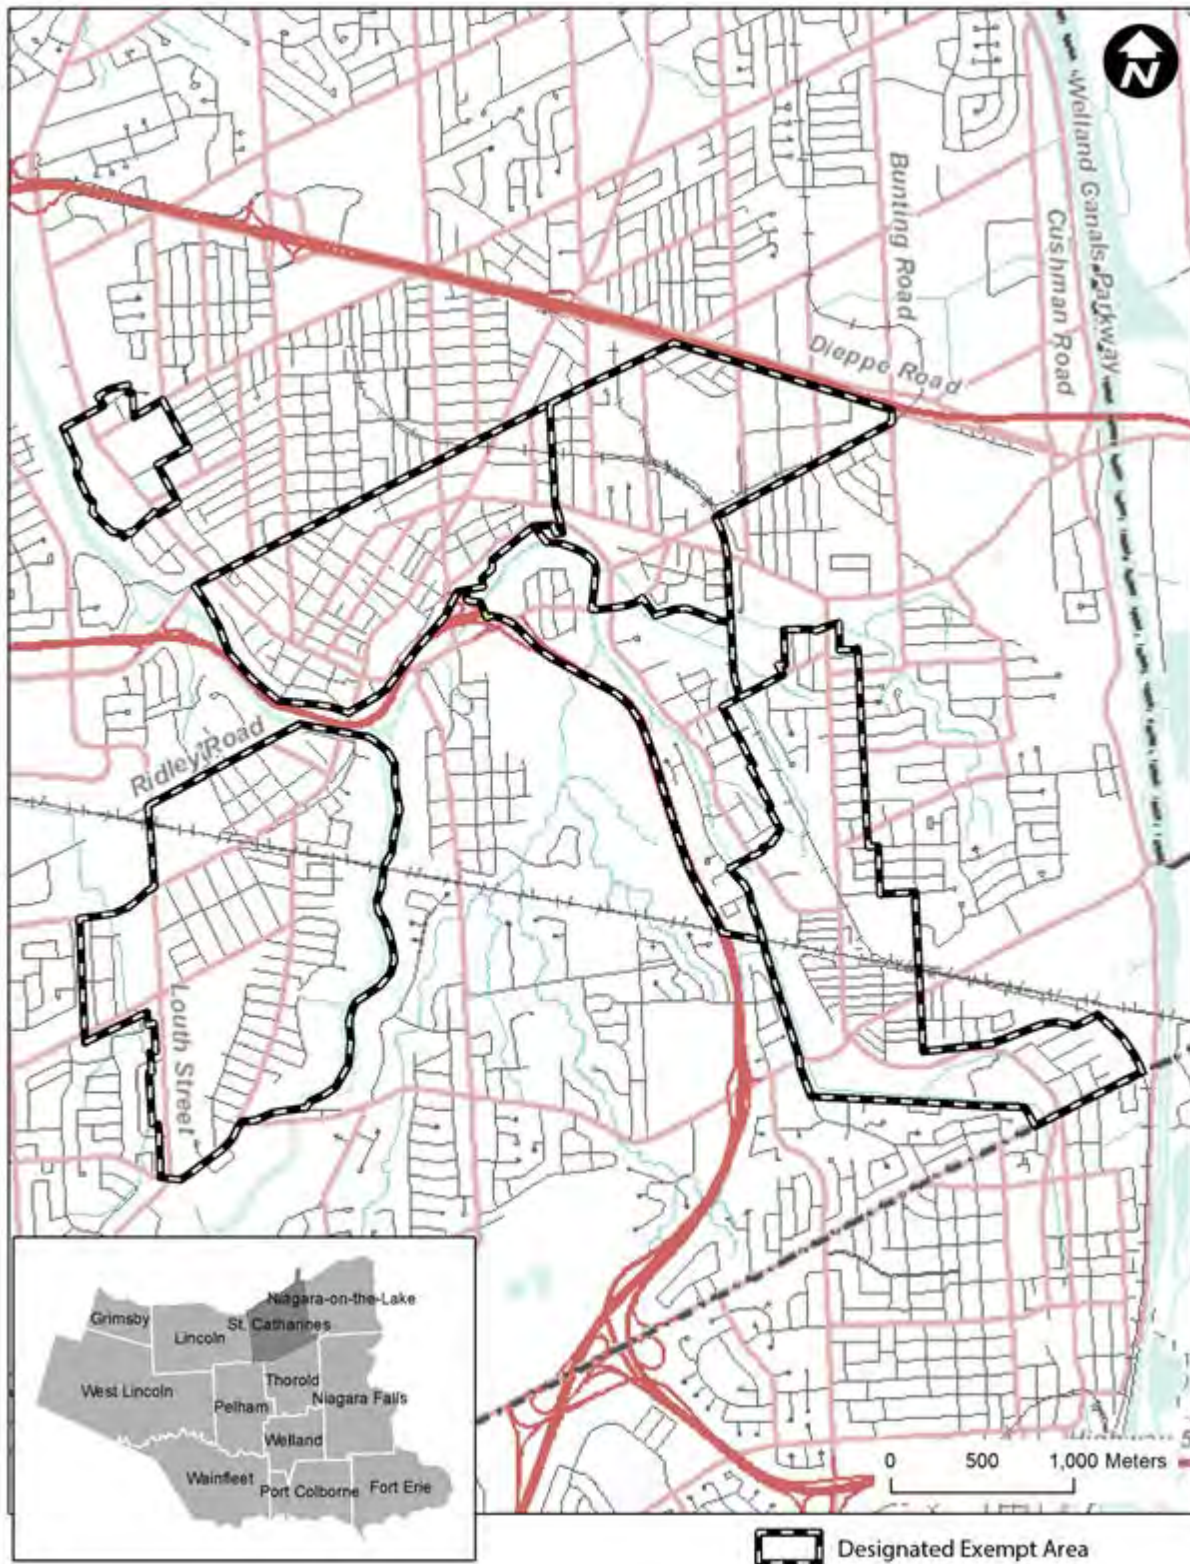 N
Welland Canals Parkway
Bunting Road
Cushman Road
Dieppe Road
Ridley Road
Louth Street
Niagara-on-the-Lake
Grimsby
St. Catharines
Lincoln
West Lincoln
Thorold
Niagara Falls
Pelham
Welland
Wainfleet
Port Colborne
Fort Erie
0 500 1,000 Meters
Designated Exempt Area